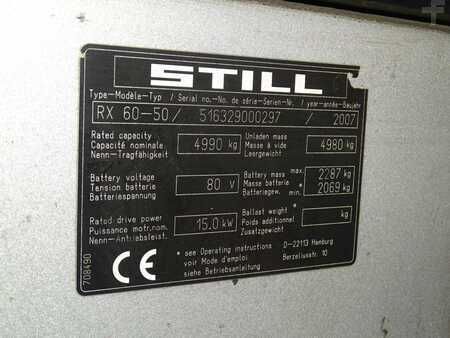 STILL
Type-Modèle-Typ / Serial no.-No. de série-Serien-Nr. / year-année-Baujahr
RX 60-50 / 516329000297 / 2007
Rated capacity
Capacité nominale 4990 kg
Nenn-Tragfähigkeit
Unladen mass
Masse à vide 4980 kg
Leergewicht
Battery voltage
Tension batterie 80 V
Batteriespannung
Battery mass max. 2287 kg
Masse batterie
Batteriegew. min. 2069 kg
Rated drive power
Puissance motr.nom. 15.0 kW
Nenn-Antriebsleist.
Ballast weight *
Poids additionnel kg
Zusatzgewicht
CE
* see Operating instructions
voir Mode d'emploi
siehe Betriebsanleitung
D-22113 Hamburg
Berzeliusstr. 10
708490